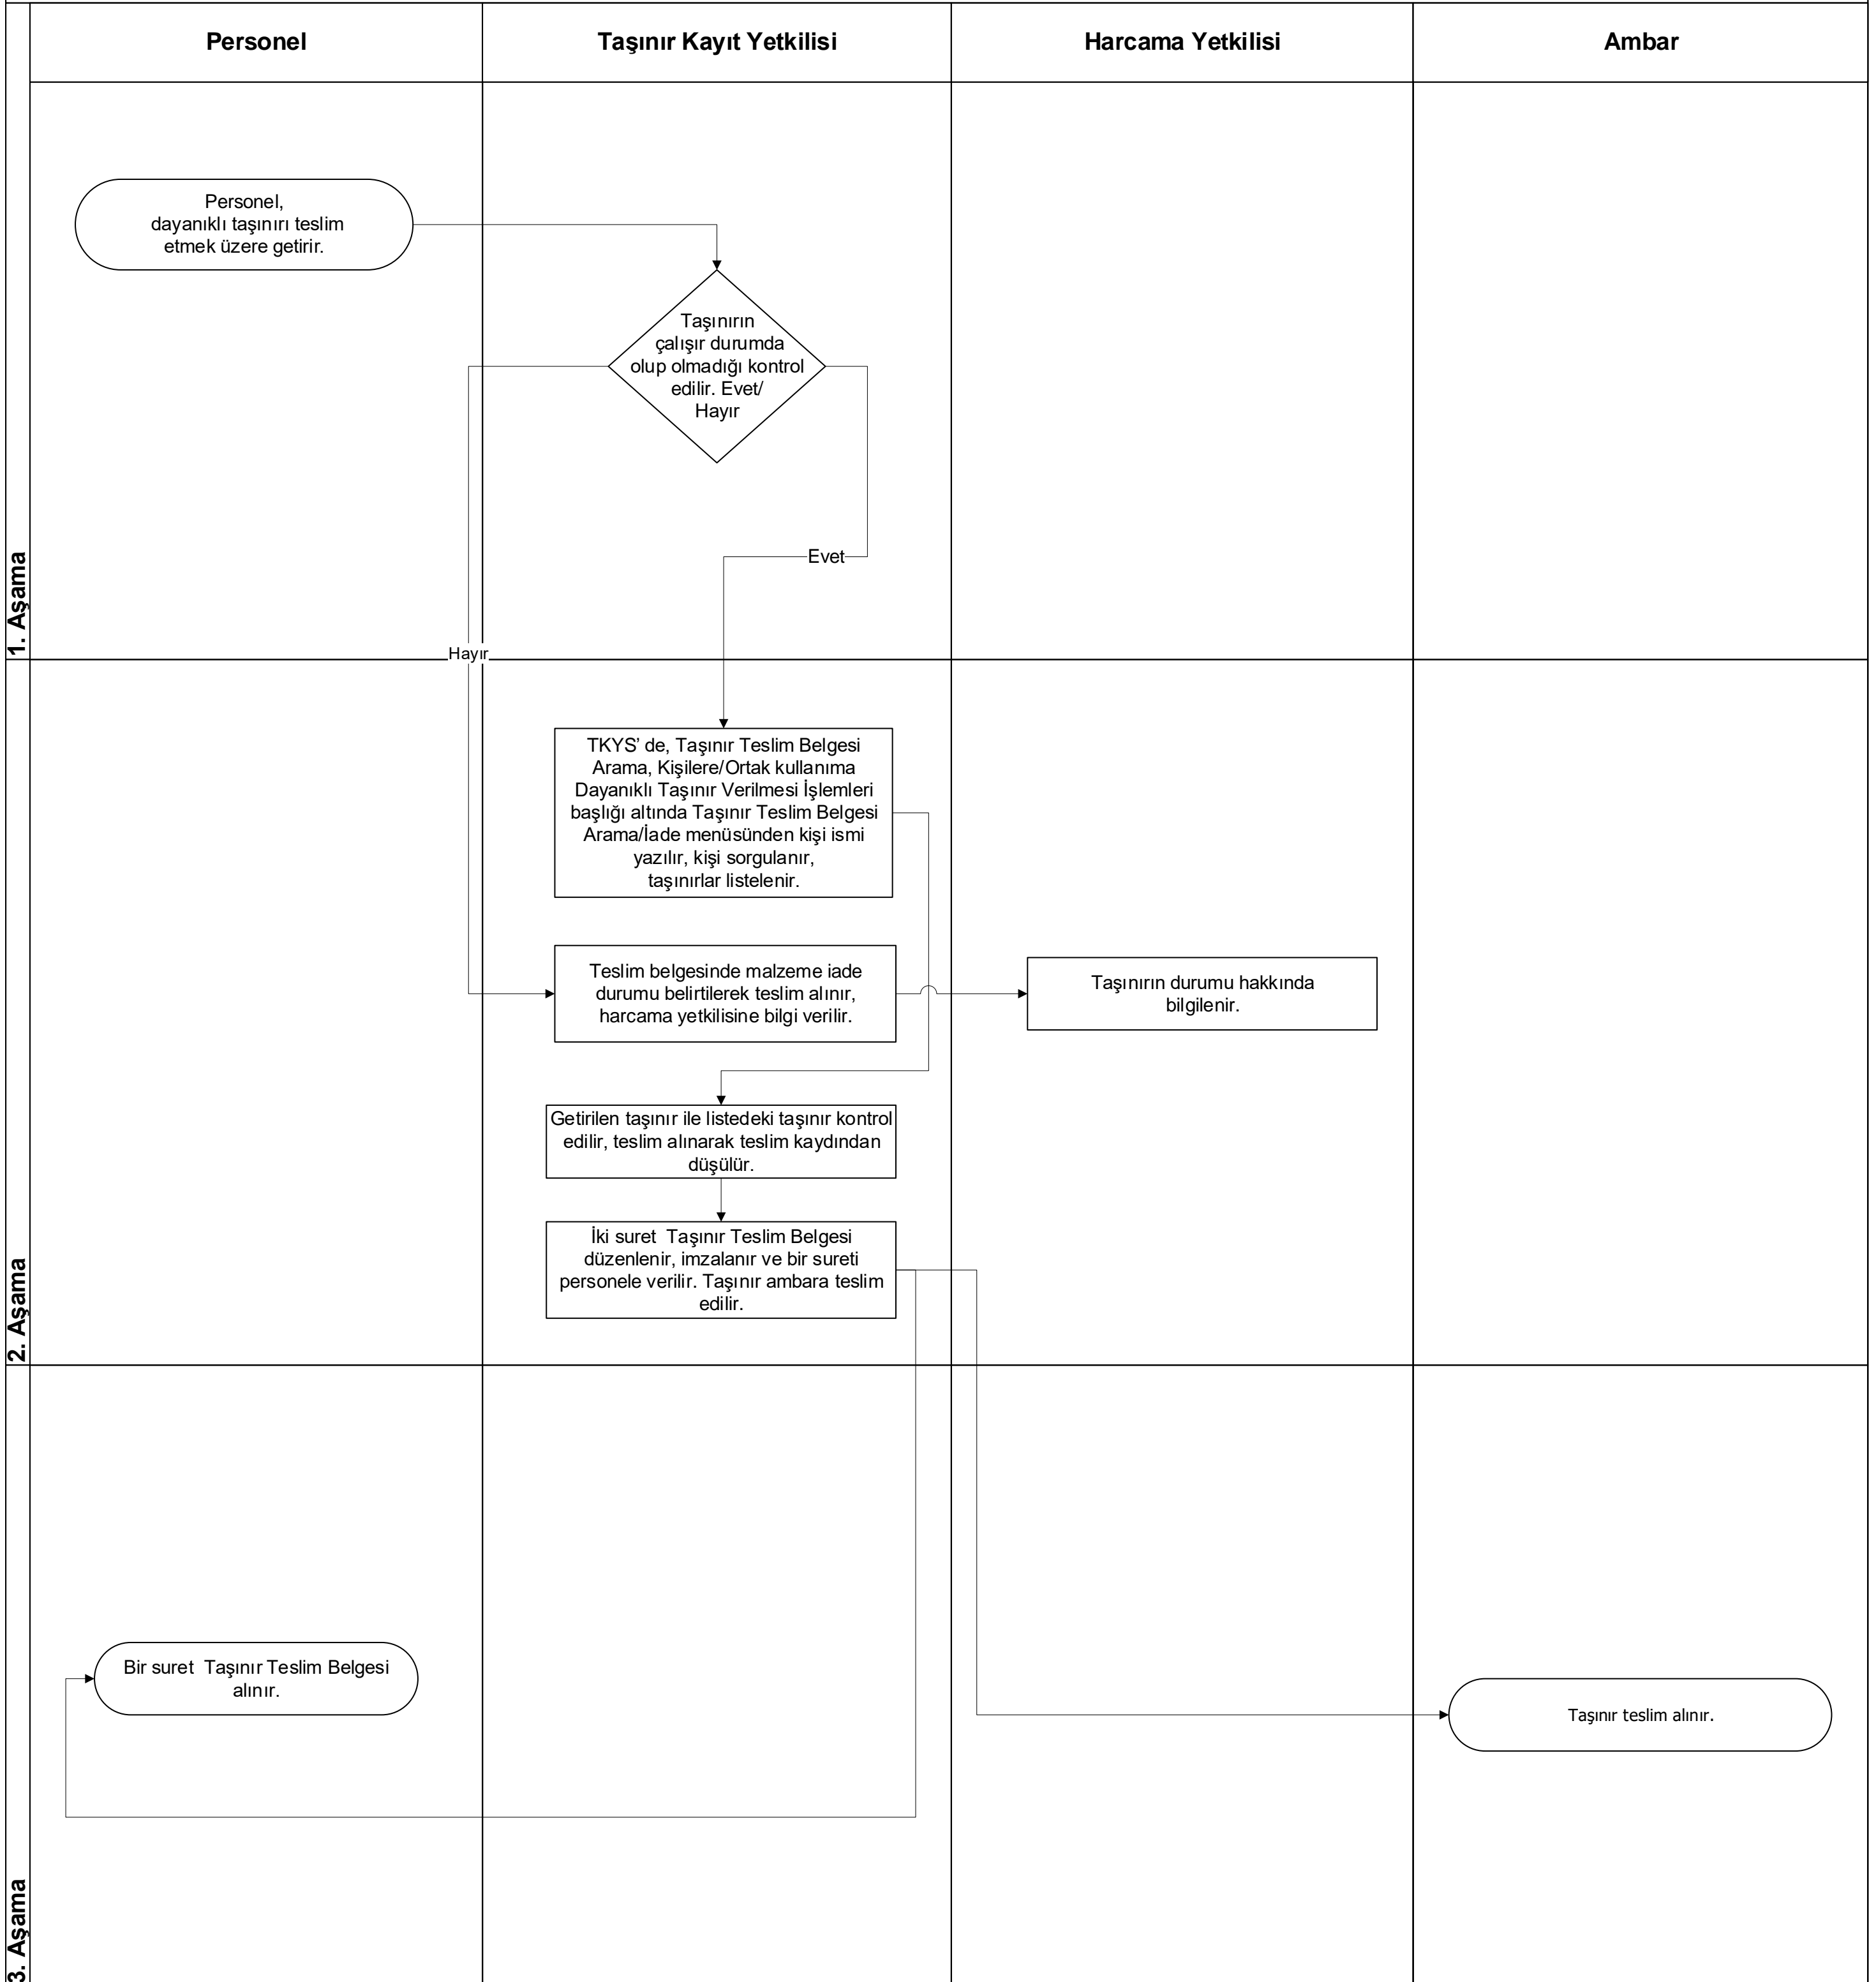 Personel
Taşınır Kayıt Yetkilisi
Harcama Yetkilisi
Ambar
1. Aşama
Personel,
dayanıklı taşınırı teslim
etmek üzere getirir.
Taşınırın
çalışır durumda
olup olmadığı kontrol
edilir. Evet/
Hayır
Evet
Hayır
2. Aşama
TKYS’ de, Taşınır Teslim Belgesi
Arama, Kişilere/Ortak kullanıma
Dayanıklı Taşınır Verilmesi İşlemleri
başlığı altında Taşınır Teslim Belgesi
Arama/İade menüsünden kişi ismi
yazılır, kişi sorgulanır,
taşınırlar listelenir.
Teslim belgesinde malzeme iade
durumu belirtilerek teslim alınır,
harcama yetkilisine bilgi verilir.
Taşınırın durumu hakkında
bilgilenir.
Getirilen taşınır ile listedeki taşınır kontrol
edilir, teslim alınarak teslim kaydından
düşülür.
İki suret  Taşınır Teslim Belgesi
düzenlenir, imzalanır ve bir sureti
personele verilir. Taşınır ambara teslim
edilir.
3. Aşama
Bir suret  Taşınır Teslim Belgesi
alınır.
Taşınır teslim alınır.